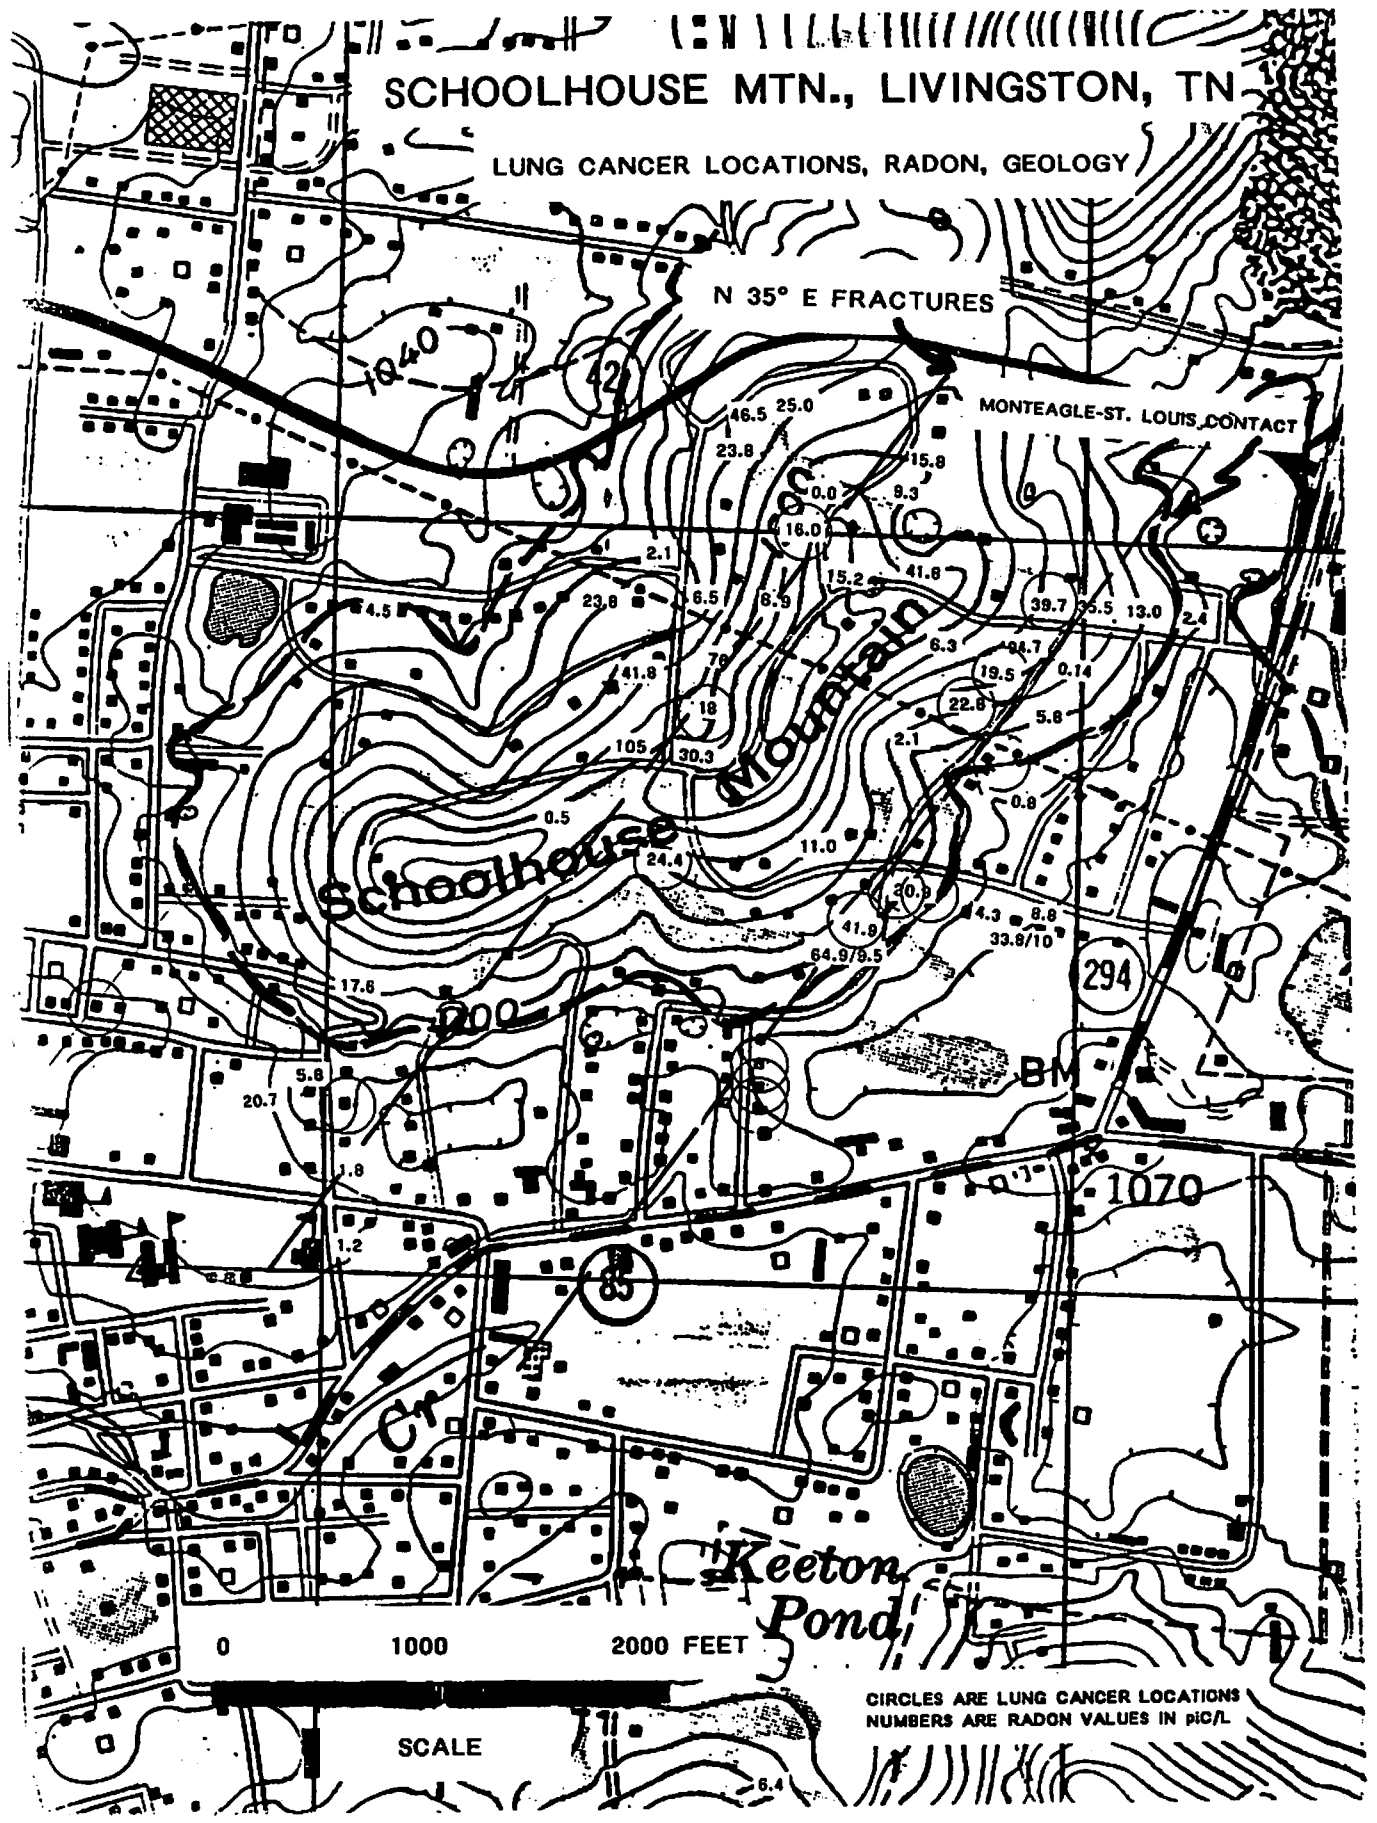 SCHOOLHOUSE MTN., LIVINGSTON, TN
LUNG CANCER LOCATIONS, RADON, GEOLOGY
N 35° E FRACTURES
1040
42
MONTEAGLE-ST. LOUIS CONTACT
46.5 25.0
23.8
15.8
0.0 9.3
16.0
2.1
15.2 41.8
23.8 6.5 8.9
4.5
39.7 35.5 13.0 2.4
6.3
41.8
19.5 0.14
18
7
22.8 5.8
105 30.3 2.1
Schoolhouse Mountain
0.5
0.8
24.4
11.0
20.9
41.9
4.3 8.8
33.8/10
64.9/9.5
294
17.6
1200
BM
1070
5.8
20.7
1.8
1.2
85
Cr
Keeton
Pond
0 1000 2000 FEET
SCALE
CIRCLES ARE LUNG CANCER LOCATIONS
NUMBERS ARE RADON VALUES IN piC/L
6.4